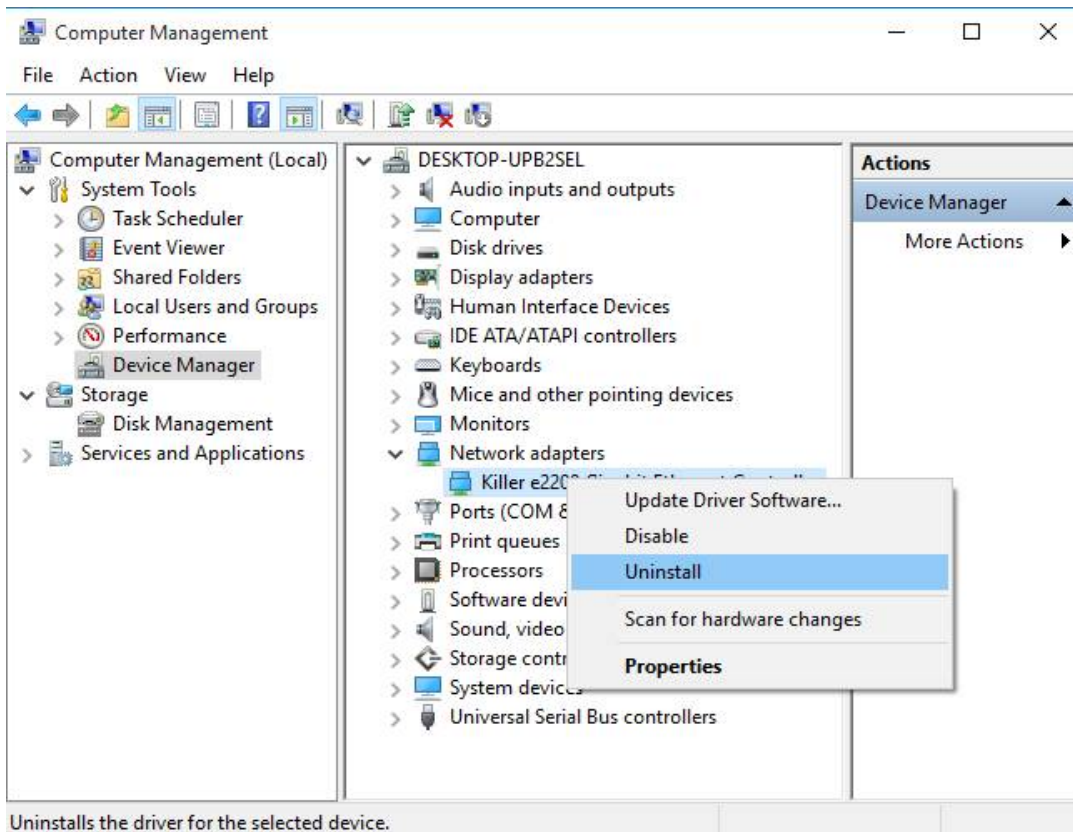 Computer Management
File Action View Help
Computer Management (Local)
System Tools
Task Scheduler
Event Viewer
Shared Folders
Local Users and Groups
Performance
Device Manager
Storage
Disk Management
Services and Applications
DESKTOP-UPB2SEL
Audio inputs and outputs
Computer
Disk drives
Display adapters
Human Interface Devices
IDE ATA/ATAPI controllers
Keyboards
Mice and other pointing devices
Monitors
Network adapters
Killer
Ports (COM &
Print queues
Processors
Software devi
Sound, video
Storage contr
System devices
Universal Serial Bus controllers
Update Driver Software...
Disable
Uninstall
Scan for hardware changes
Properties
Actions
Device Manager
More Actions
Uninstalls the driver for the selected device.